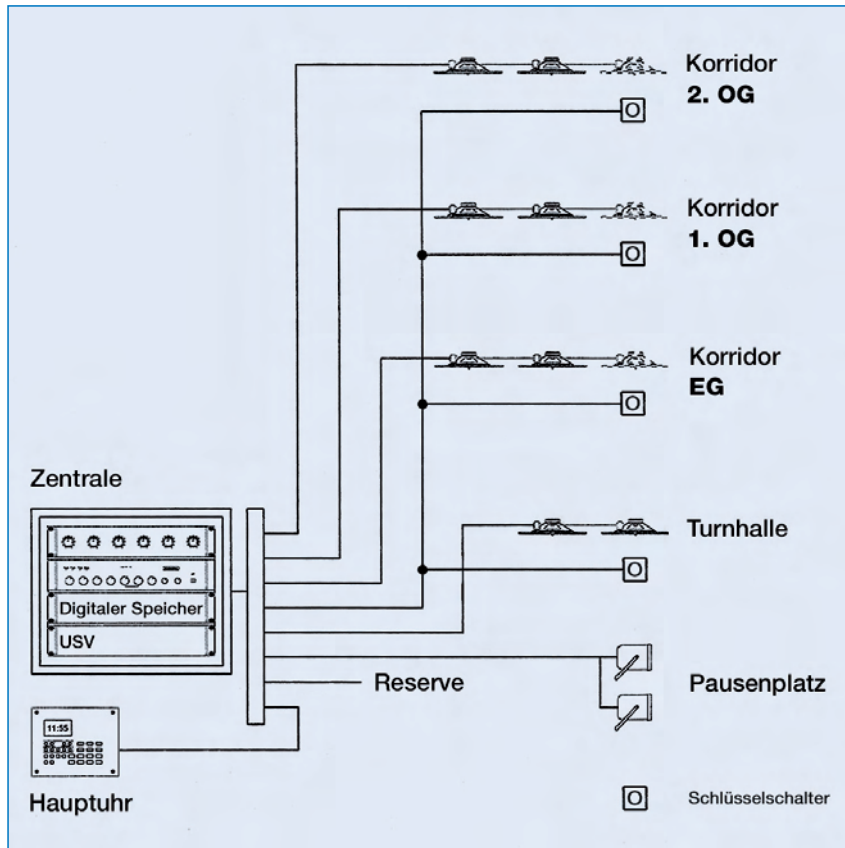 Korridor
2. OG
Korridor
1. OG
Korridor
EG
Zentrale
Turnhalle
Digitaler Speicher
USV
Reserve
Pausenplatz
11:55
Hauptuhr
Schlüsselschalter